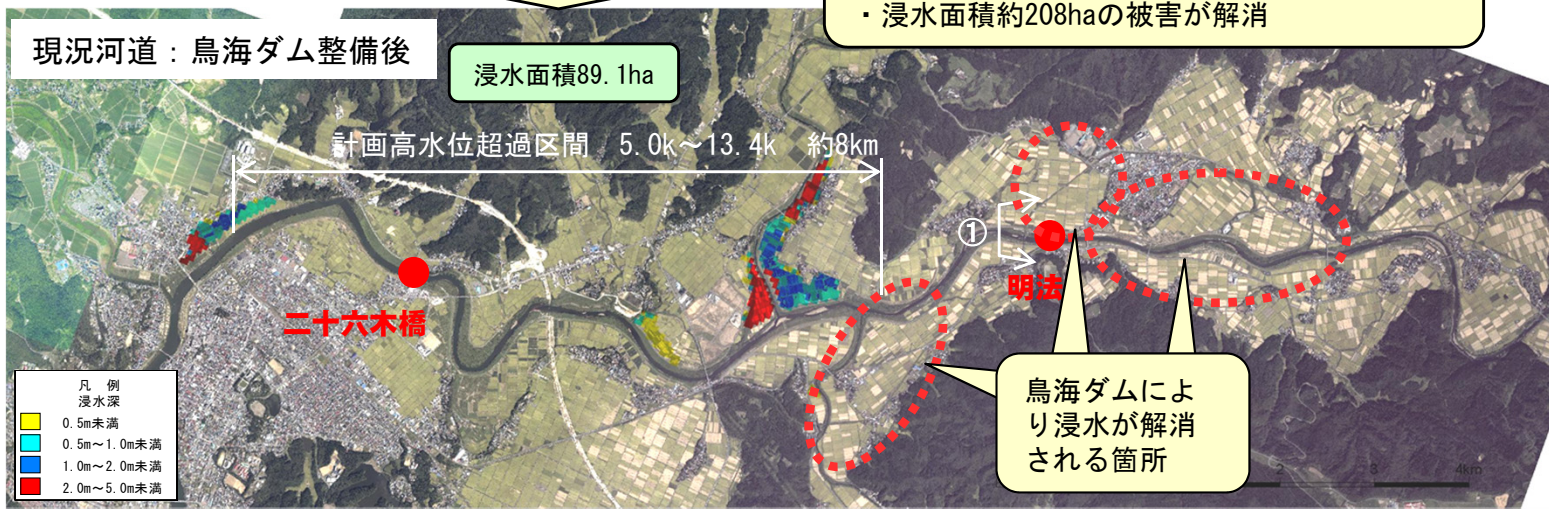 ・浸水面積約208haの被害が解消
現況河道：鳥海ダム整備後
浸水面積89.1ha
計画高水位超過区間　5.0k～13.4k　約8km
①
明法
二十六木橋
鳥海ダムによ
り浸水が解消
される箇所
凡　例
浸水深
0.5m未満
0.5m～1.0m未満
1.0m～2.0m未満
2.0m～5.0m未満
2 3 4km